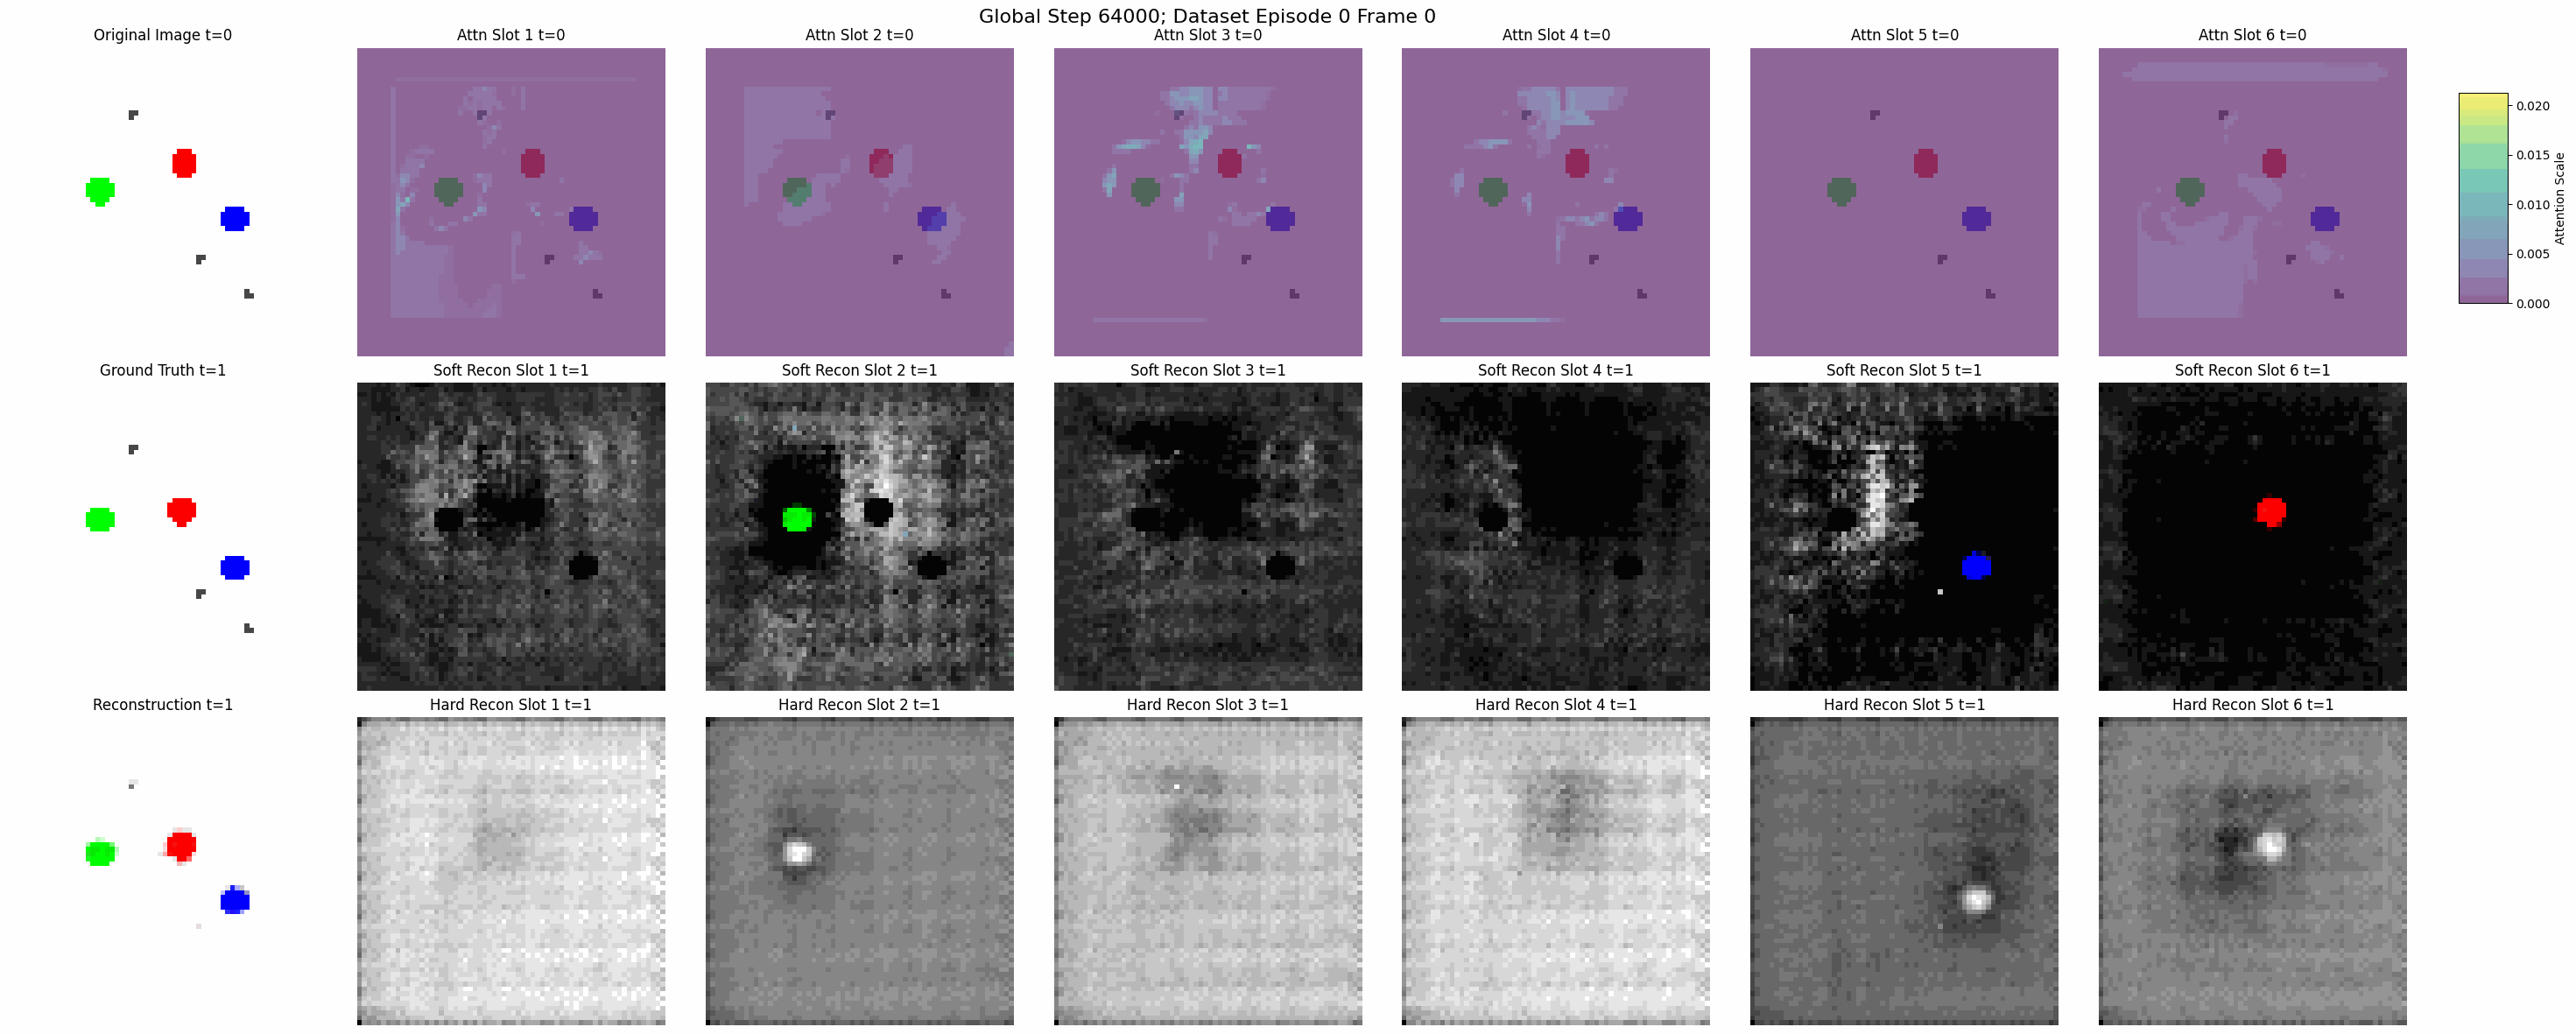 Global Step 64000; Dataset Episode 0 Frame 0
Original Image t=0
Attn Slot 1 t=0
Attn Slot 2 t=0
Attn Slot 3 t=0
Attn Slot 4 t=0
Attn Slot 5 t=0
Attn Slot 6 t=0
0.020
0.015
0.010
0.005
0.000
Attention Scale
Ground Truth t=1
Soft Recon Slot 1 t=1
Soft Recon Slot 2 t=1
Soft Recon Slot 3 t=1
Soft Recon Slot 4 t=1
Soft Recon Slot 5 t=1
Soft Recon Slot 6 t=1
Reconstruction t=1
Hard Recon Slot 1 t=1
Hard Recon Slot 2 t=1
Hard Recon Slot 3 t=1
Hard Recon Slot 4 t=1
Hard Recon Slot 5 t=1
Hard Recon Slot 6 t=1